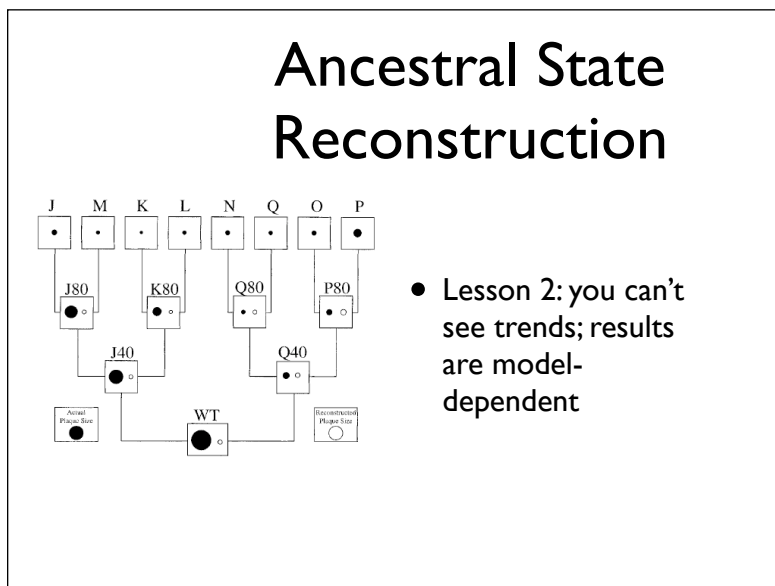 Ancestral State
Reconstruction
J M K L N Q O P
J80 K80 Q80 P80
J40 Q40
WT
Actual
Plaque Size
Reconstructed
Plaque Size
• Lesson 2: you can’t
see trends; results
are model-
dependent